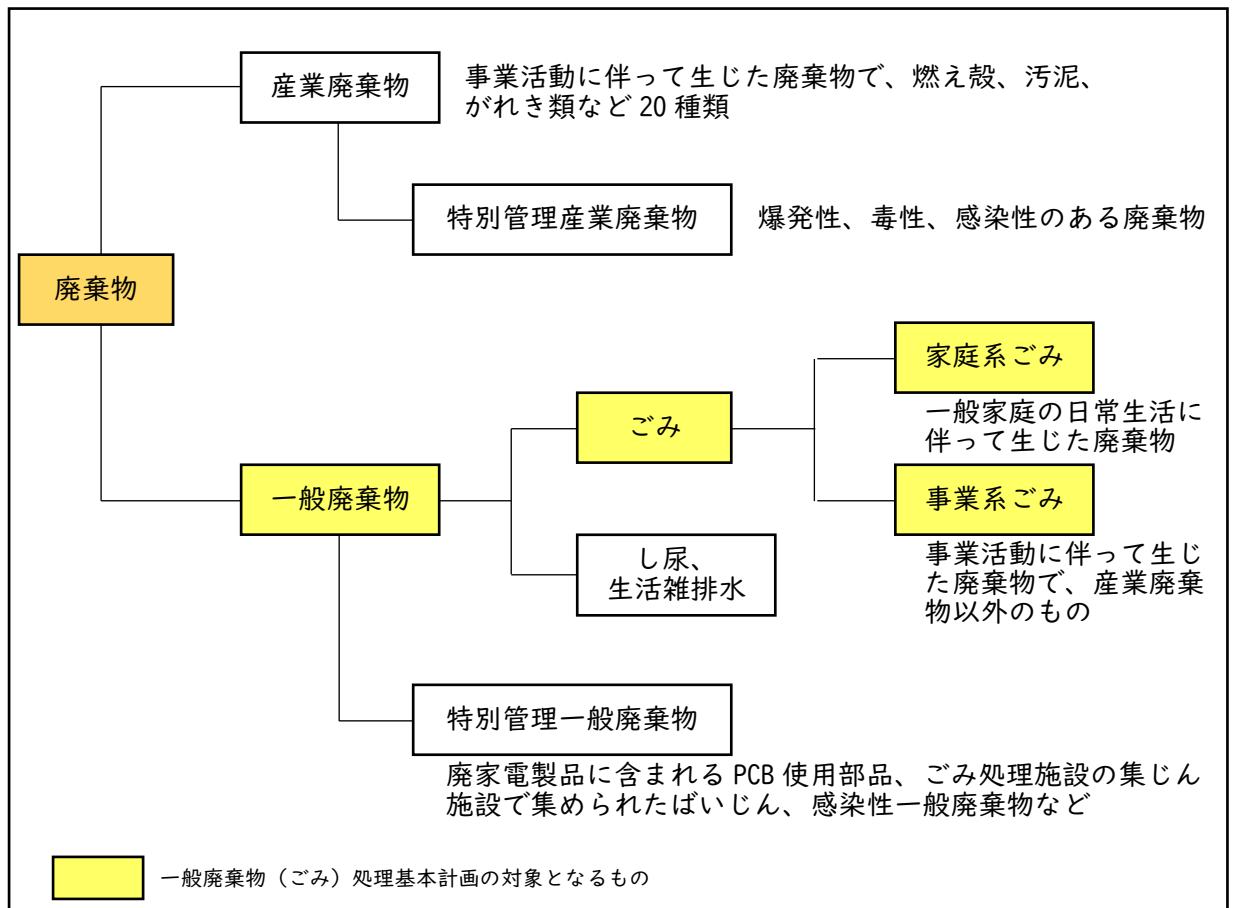 産業廃棄物
事業活動に伴って生じた廃棄物で、燃え殻、汚泥、
がれき類など 20 種類
特別管理産業廃棄物
爆発性、毒性、感染性のある廃棄物
廃棄物
家庭系ごみ
一般家庭の日常生活に
伴って生じた廃棄物
ごみ
一般廃棄物
事業系ごみ
事業活動に伴って生じ
た廃棄物で、産業廃棄
物以外のもの
し尿、
生活雑排水
特別管理一般廃棄物
廃家電製品に含まれる PCB 使用部品、ごみ処理施設の集じん
施設で集められたばいじん、感染性一般廃棄物など
一般廃棄物（ごみ）処理基本計画の対象となるもの